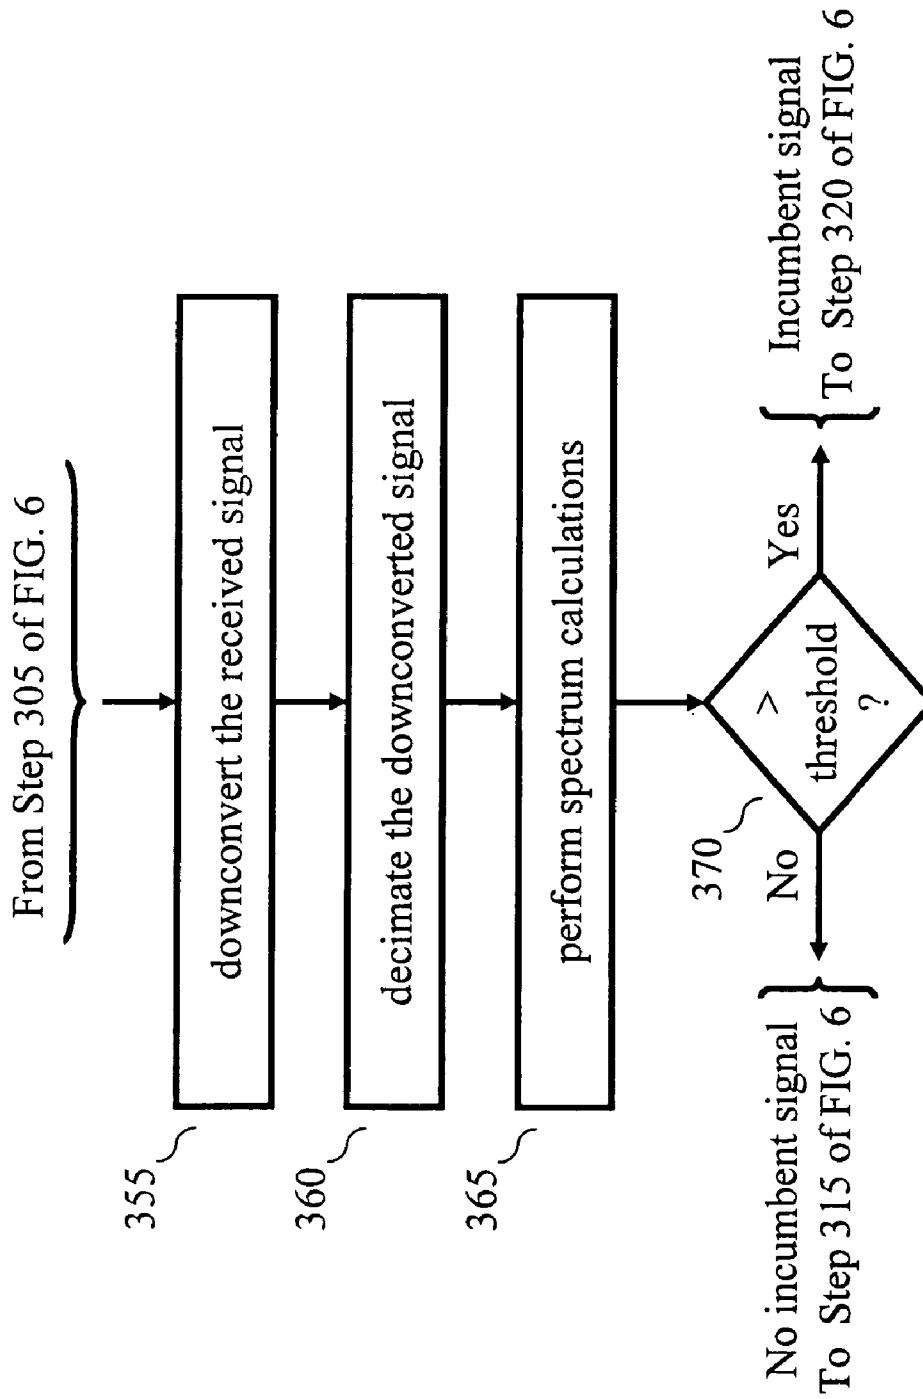 From Step 305 of FIG. 6
355
downconvert the received signal
360
decimate the downconverted signal
365
perform spectrum calculations
370
>
threshold
?
No
Yes
No incumbent signal
To Step 315 of FIG. 6
Incumbent signal
To Step 320 of FIG. 6